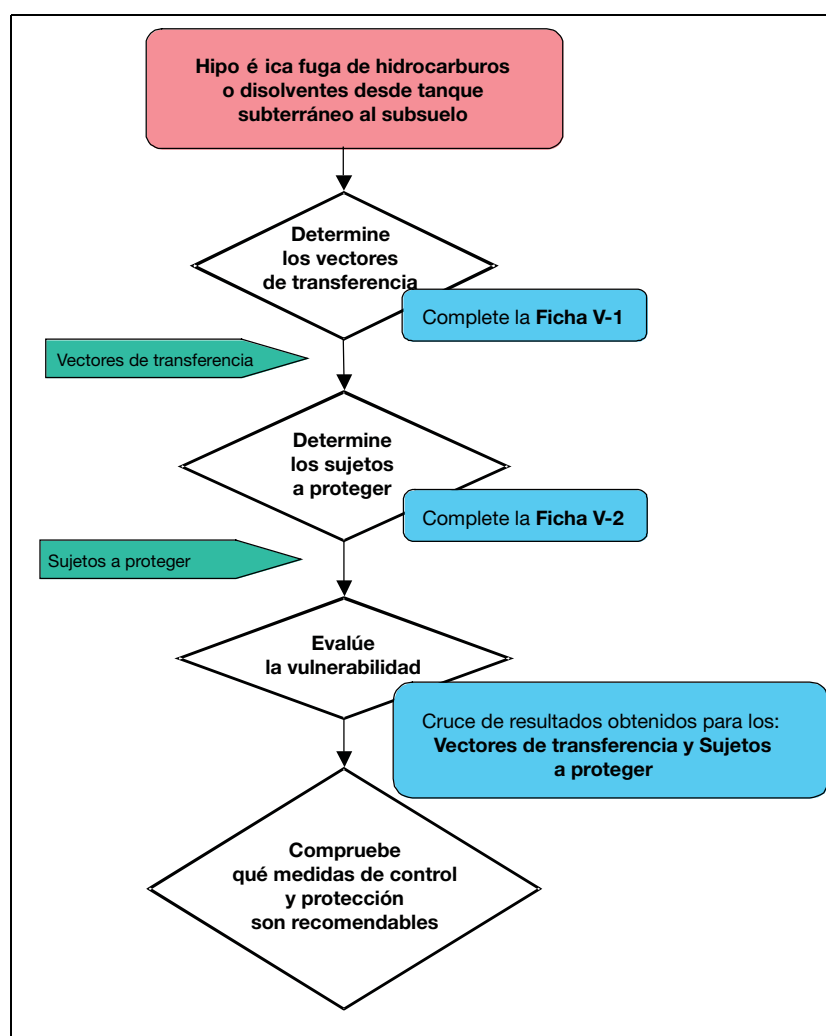 Hipo é ica fuga de hidrocarburos
o disolventes desde tanque
subterráneo al subsuelo
Determine
los vectores
de transferencia
Complete la Ficha V-1
Vectores de transferencia
Determine
los sujetos
a proteger
Complete la Ficha V-2
Sujetos a proteger
Evalúe
la vulnerabilidad
Cruce de resultados obtenidos para los:
Vectores de transferencia y Sujetos
a proteger
Compruebe
qué medidas de control
y protección
son recomendables